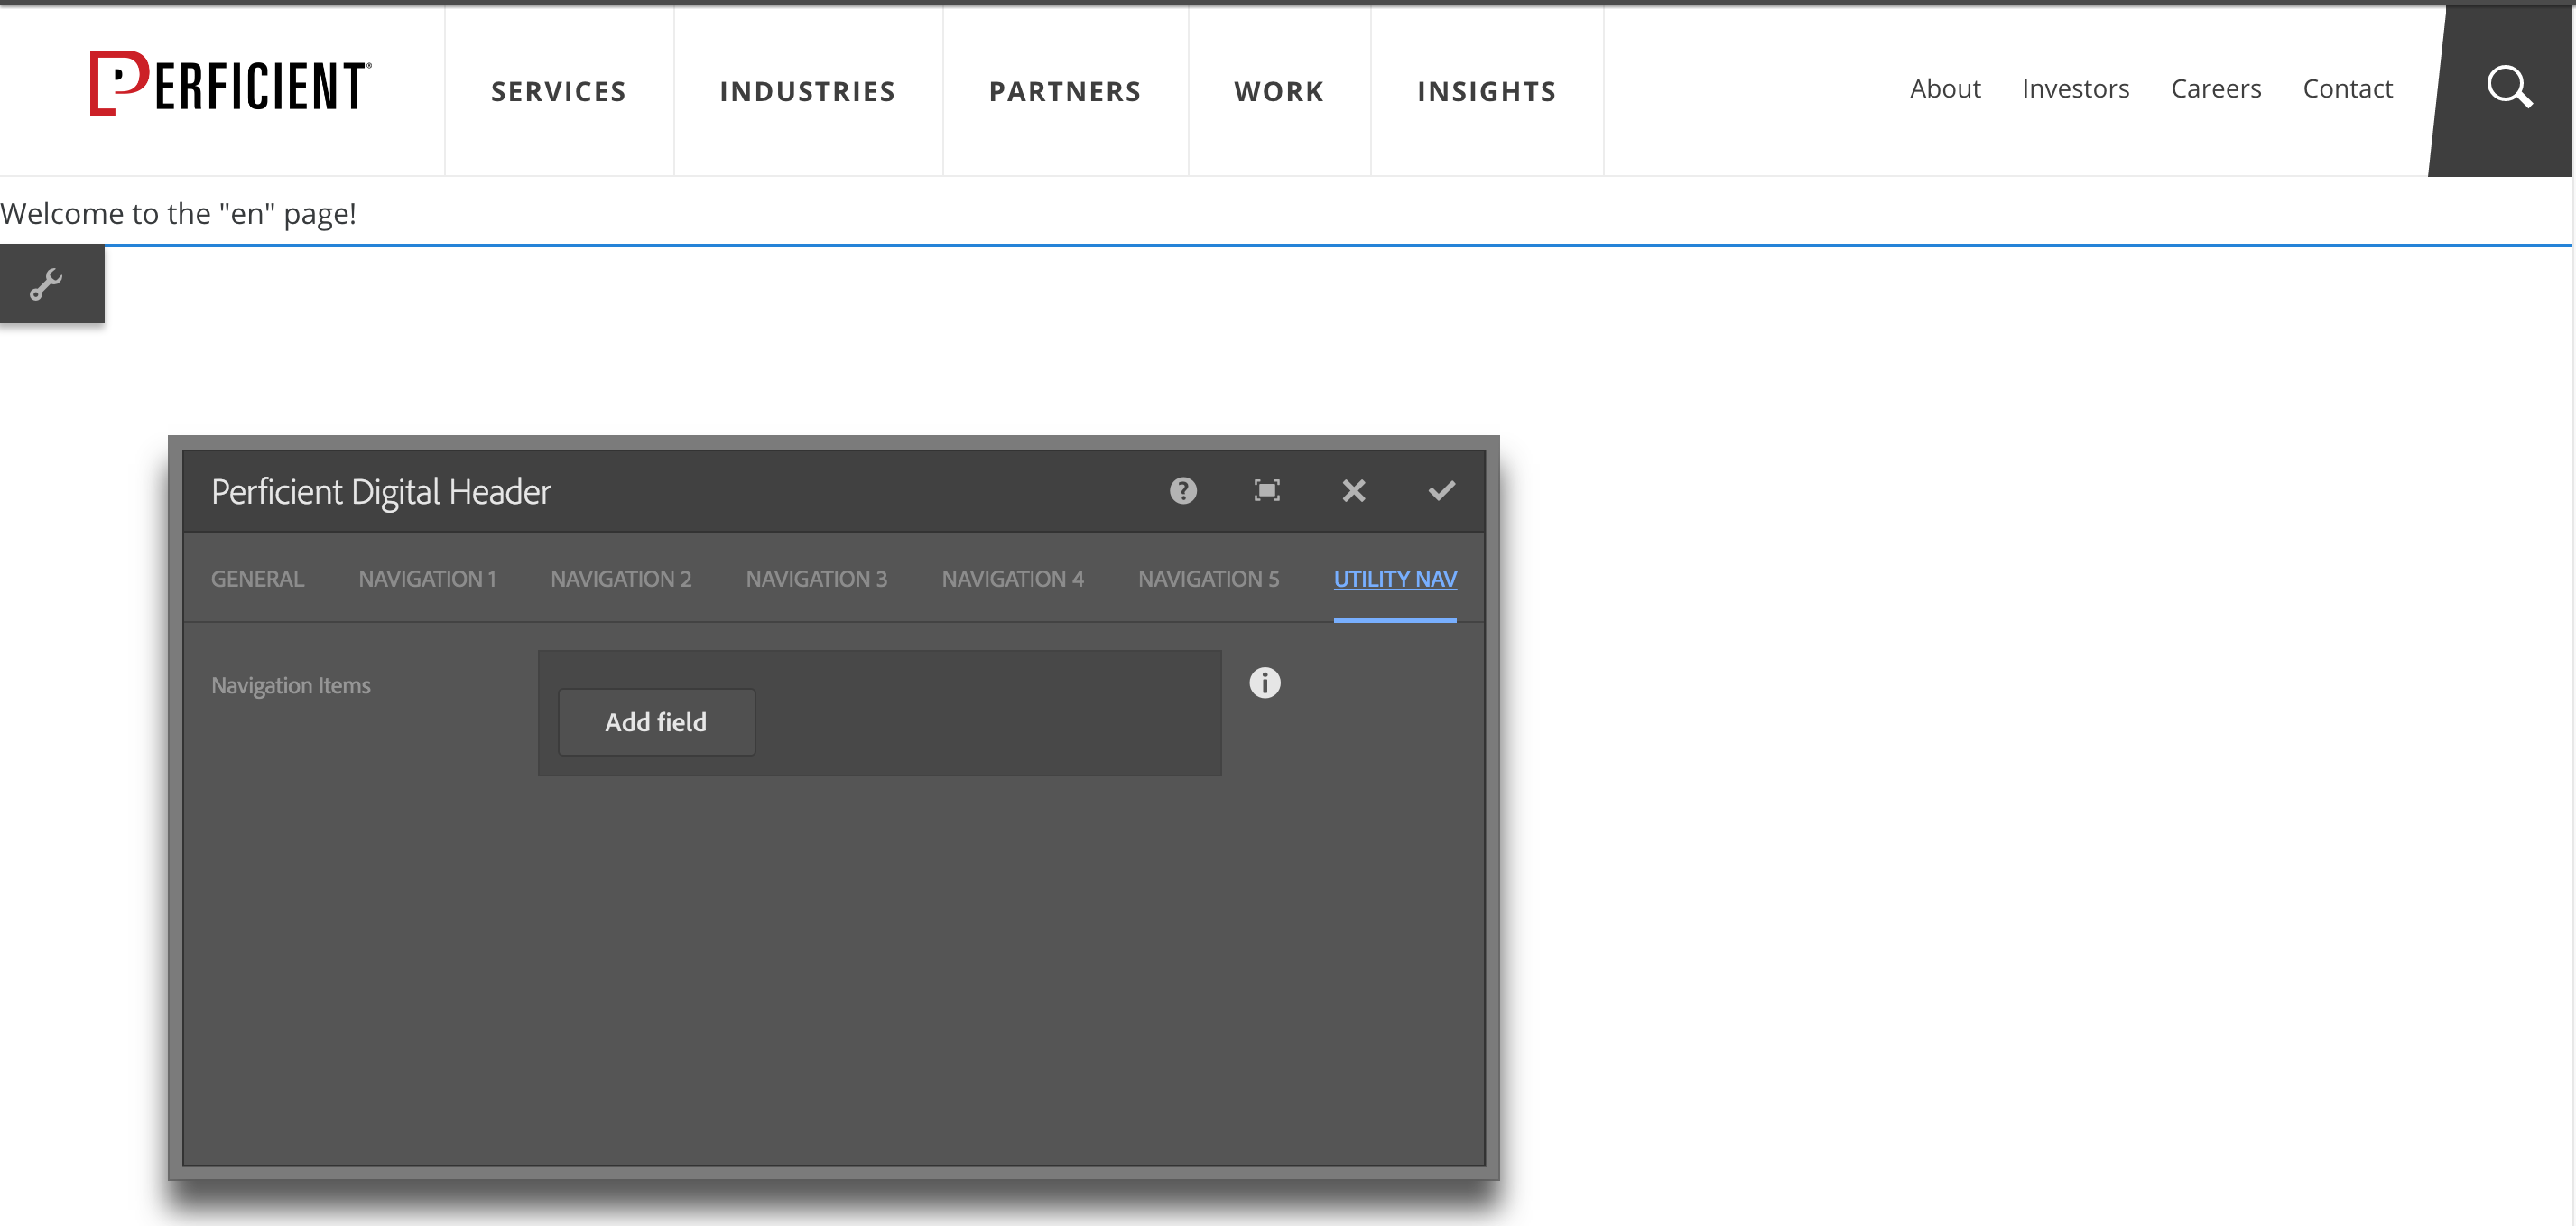 PERFICIENT®
SERVICES INDUSTRIES PARTNERS WORK INSIGHTS About Investors Careers Contact
Welcome to the "en" page!
Perficient Digital Header
GENERAL NAVIGATION 1 NAVIGATION 2 NAVIGATION 3 NAVIGATION 4 NAVIGATION 5 UTILITY NAV
Navigation Items
Add field